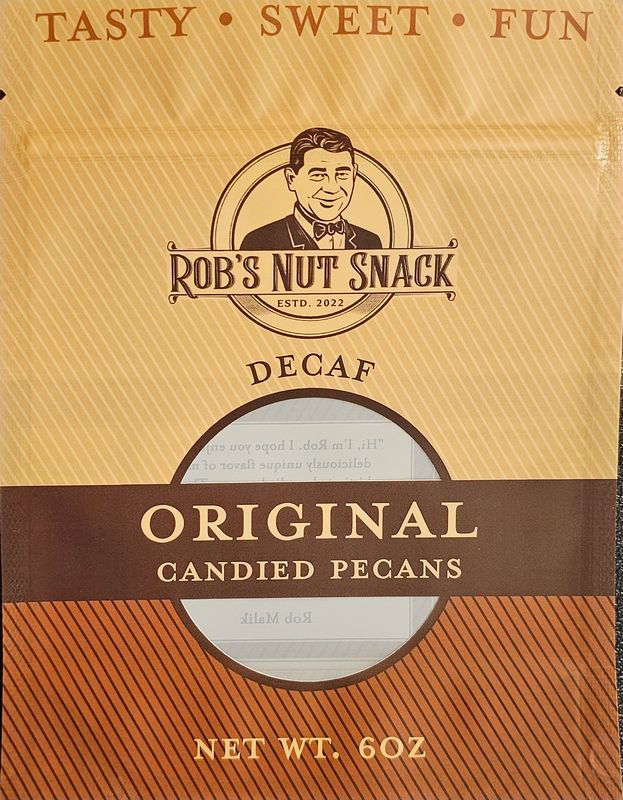 TASTY • SWEET • FUN
ROB'S NUT SNACK
ESTD. 2022
DECAF
"Hi, I'm Rob. I hope you enj
deliciously unique flavor of m
ORIGINAL
CANDIED PECANS
Rob Malik
NET WT. 6OZ